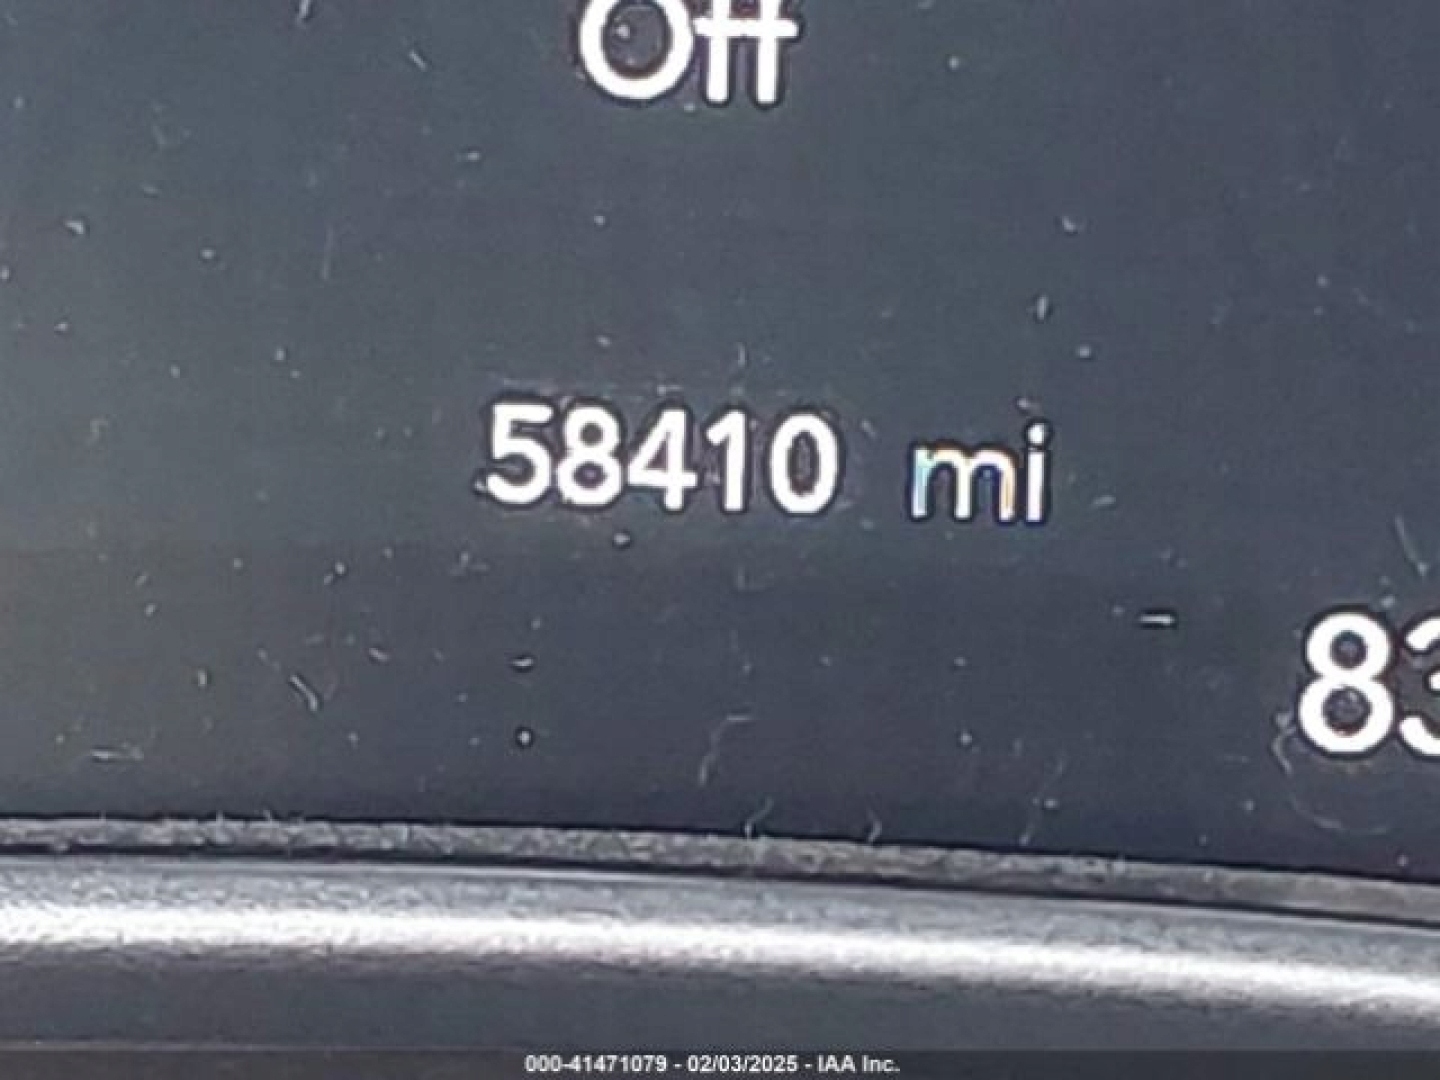 Off
58410 mi
83
000-41471079 - 02/03/2025 - IAA Inc.